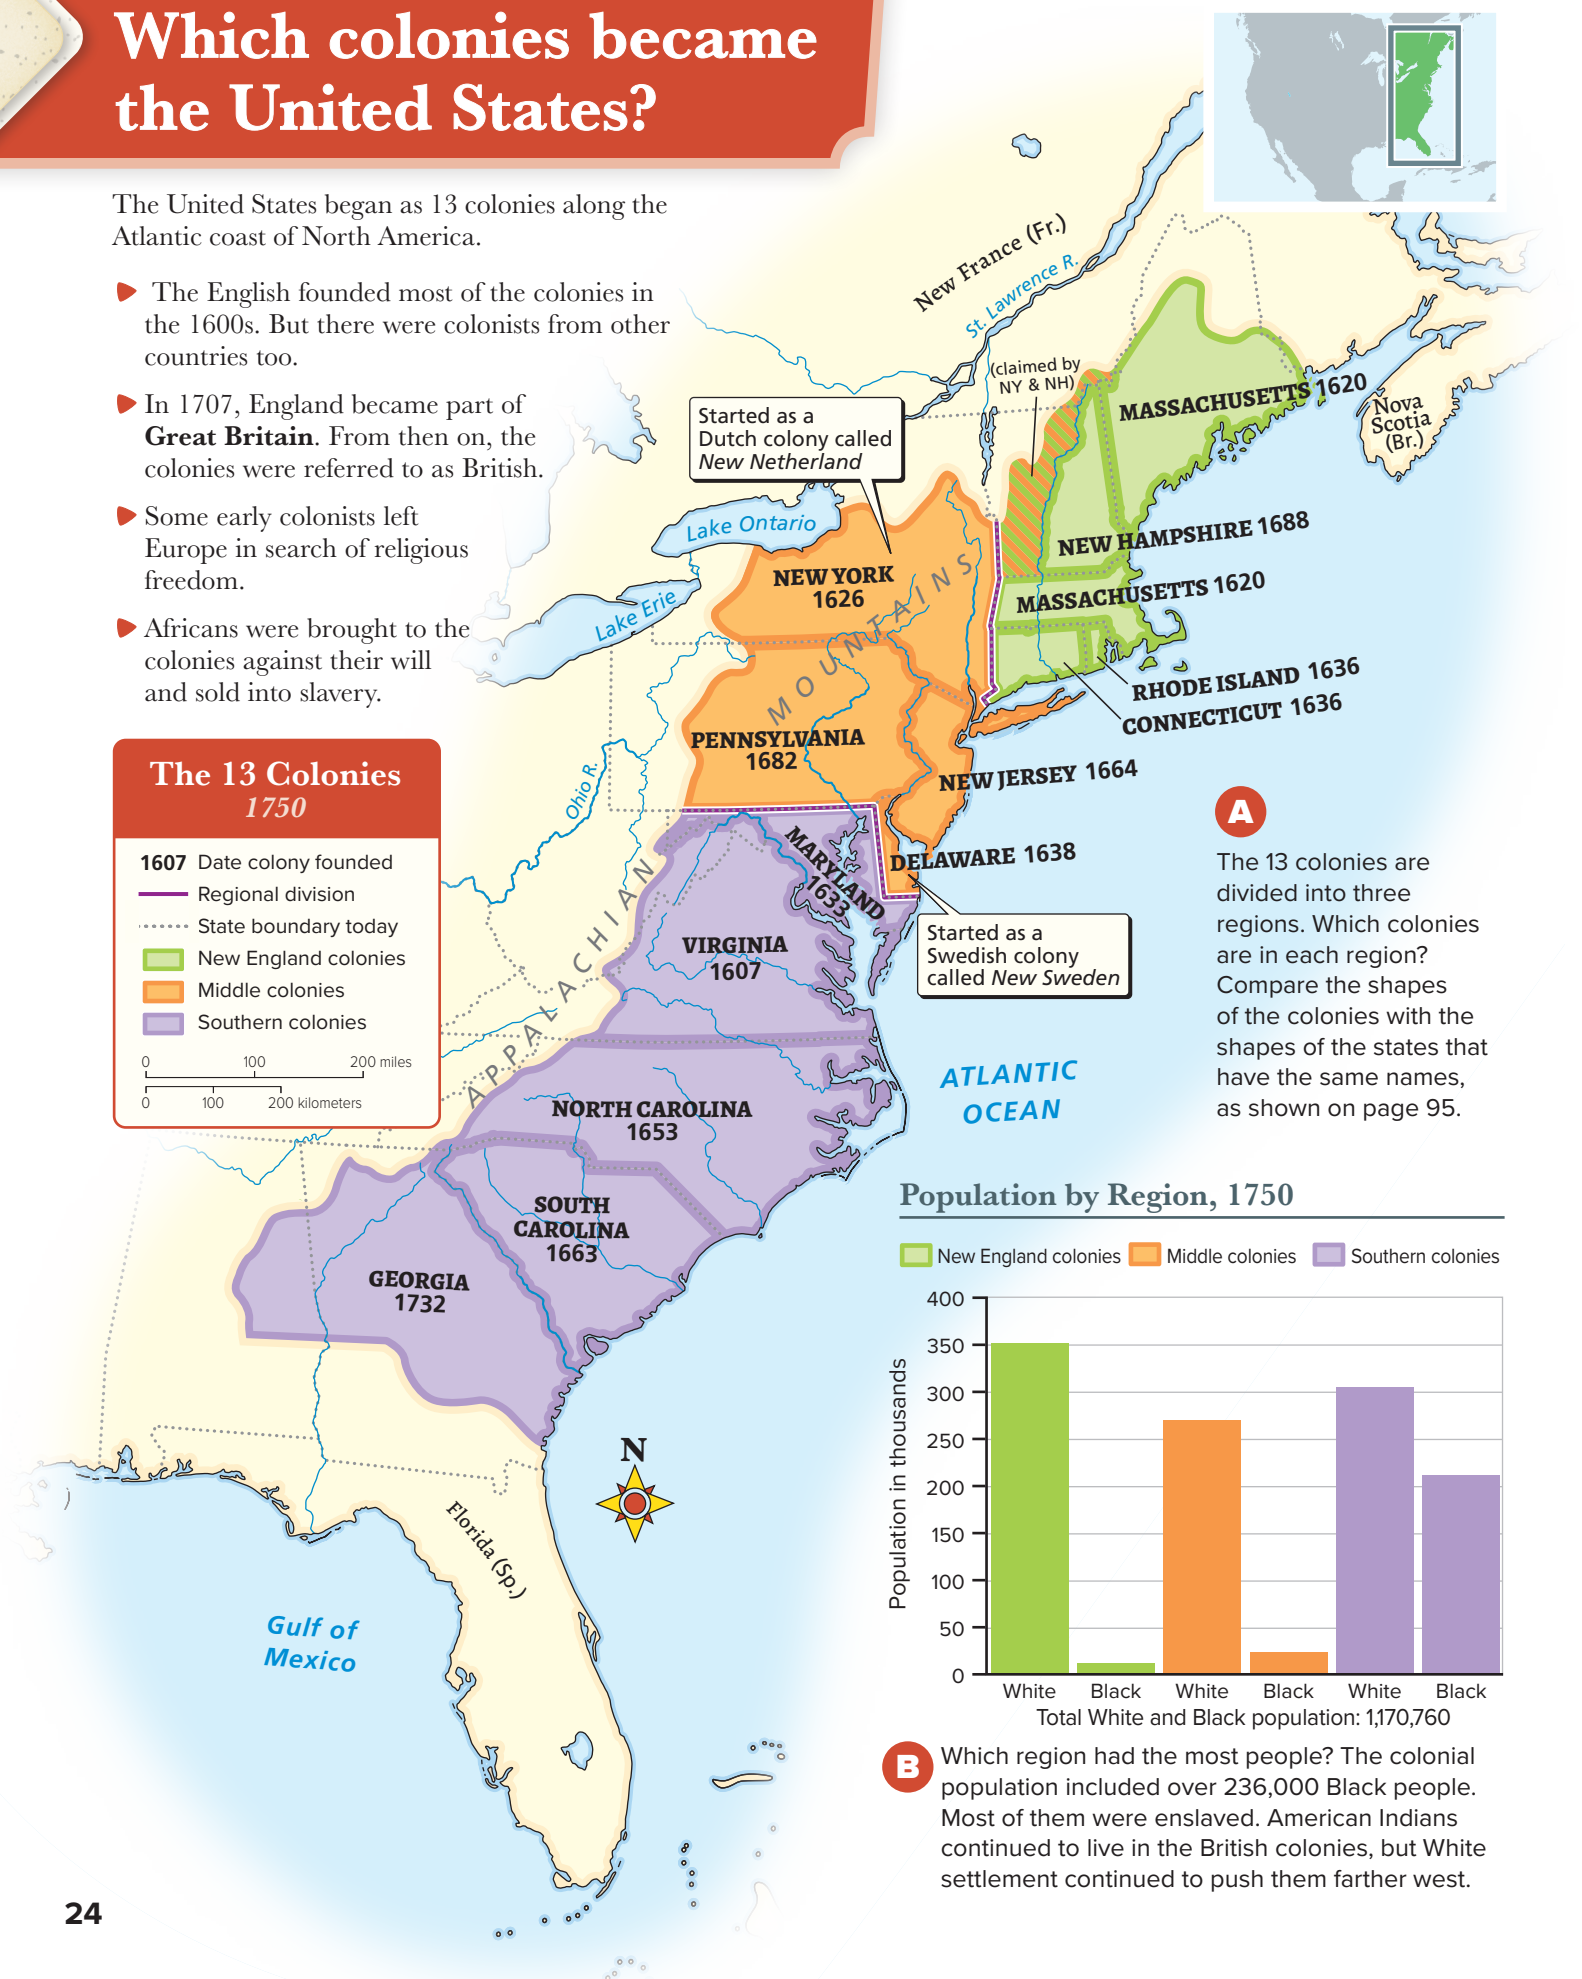 Which colonies became
the United States?
The United States began as 13 colonies along the
Atlantic coast of North America.
The English founded most of the colonies in
the 1600s. But there were colonists from other
countries too.
In 1707, England became part of
Great Britain. From then on, the
colonies were referred to as British.
Some early colonists left
Europe in search of religious
freedom.
Africans were brought to the
colonies against their will
and sold into slavery.
The 13 Colonies
1750
1607 Date colony founded
Regional division
State boundary today
New England colonies
Middle colonies
Southern colonies
0 100 200 miles
0 100 200 kilometers
New France (Fr.)
St. Lawrence R.
(claimed by
NY & NH)
Started as a
Dutch colony called
New Netherland
MASSACHUSETTS 1620
Nova
Scotia
(Br.)
Lake Ontario
NEW HAMPSHIRE 1688
NEW YORK
1626
MASSACHUSETTS 1620
Lake Erie
RHODE ISLAND 1636
CONNECTICUT 1636
PENNSYLVANIA
1682
NEW JERSEY 1664
Ohio R.
MARYLAND
1633
DELAWARE 1638
Started as a
Swedish colony
called New Sweden
VIRGINIA
1607
APPALACHIAN MOUNTAINS
ATLANTIC
OCEAN
NORTH CAROLINA
1653
SOUTH
CAROLINA
1663
GEORGIA
1732
N
Florida (Sp.)
Gulf of
Mexico
A
The 13 colonies are
divided into three
regions. Which colonies
are in each region?
Compare the shapes
of the colonies with the
shapes of the states that
have the same names,
as shown on page 95.
Population by Region, 1750
New England colonies Middle colonies Southern colonies
Population in thousands
400
350
300
250
200
150
100
50
0
White Black White Black White Black
Total White and Black population: 1,170,760
B
Which region had the most people? The colonial
population included over 236,000 Black people.
Most of them were enslaved. American Indians
continued to live in the British colonies, but White
settlement continued to push them farther west.
24